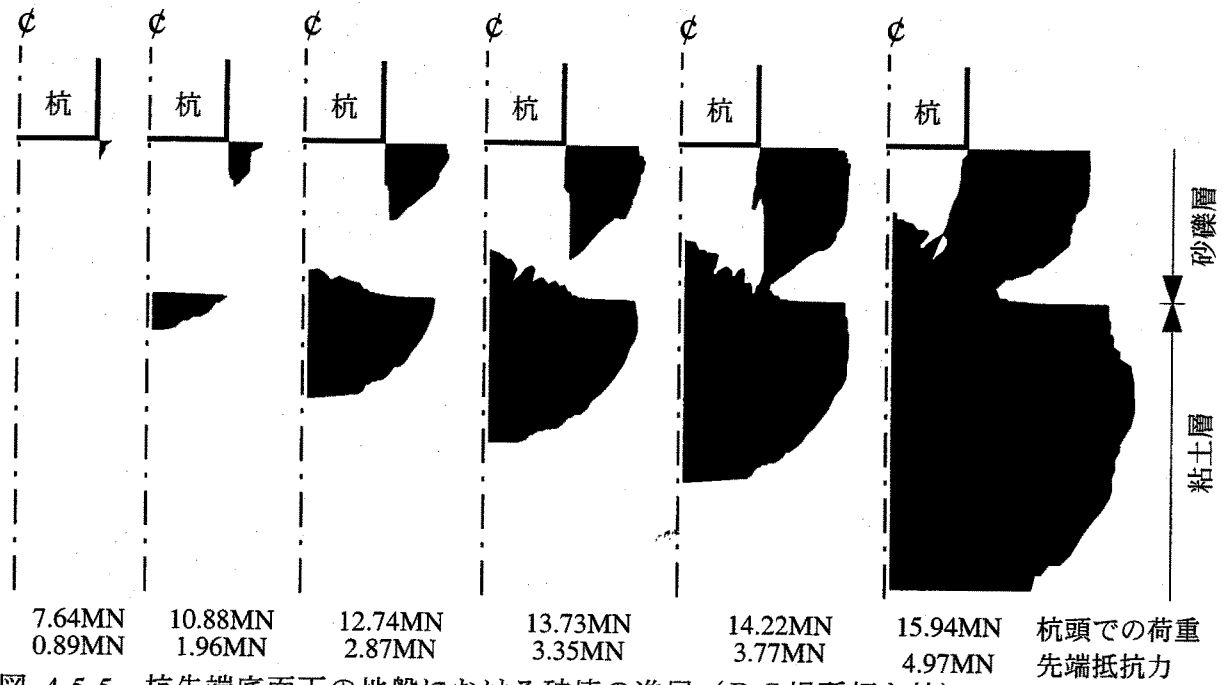 ¢ ¢ ¢ ¢ ¢ ¢
杭 杭 杭 杭 杭 杭
砂礫層
粘土層
7.64MN 10.88MN 12.74MN 13.73MN 14.22MN 15.94MN 杭頭での荷重
0.89MN 1.96MN 2.87MN 3.35MN 3.77MN 4.97MN 先端抵抗力